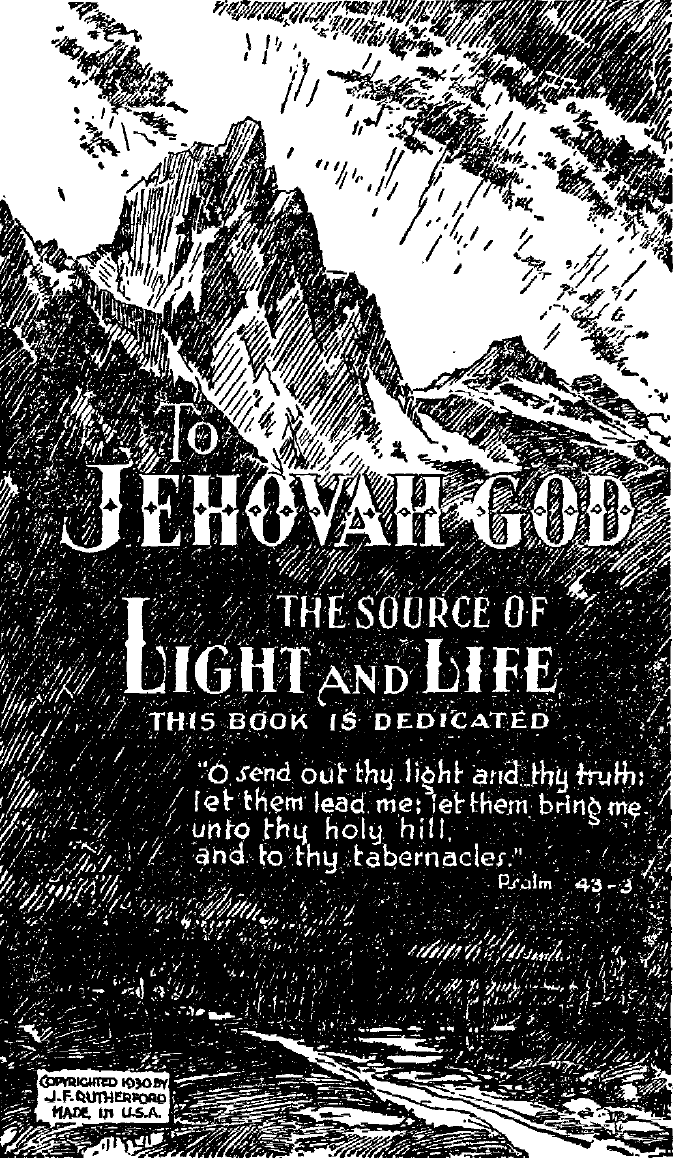 To
JEHOVAH GOD
THE SOURCE OF
LIGHT AND LIFE
THIS BOOK IS DEDICATED
"O send out thy light and thy truth:
let them lead me; let them bring me
unto thy holy hill,
and to thy tabernacles."
Psalm 43-3
COPYRIGHTED 1930 BY
J. F. RUTHERFORD
MADE IN U.S.A.